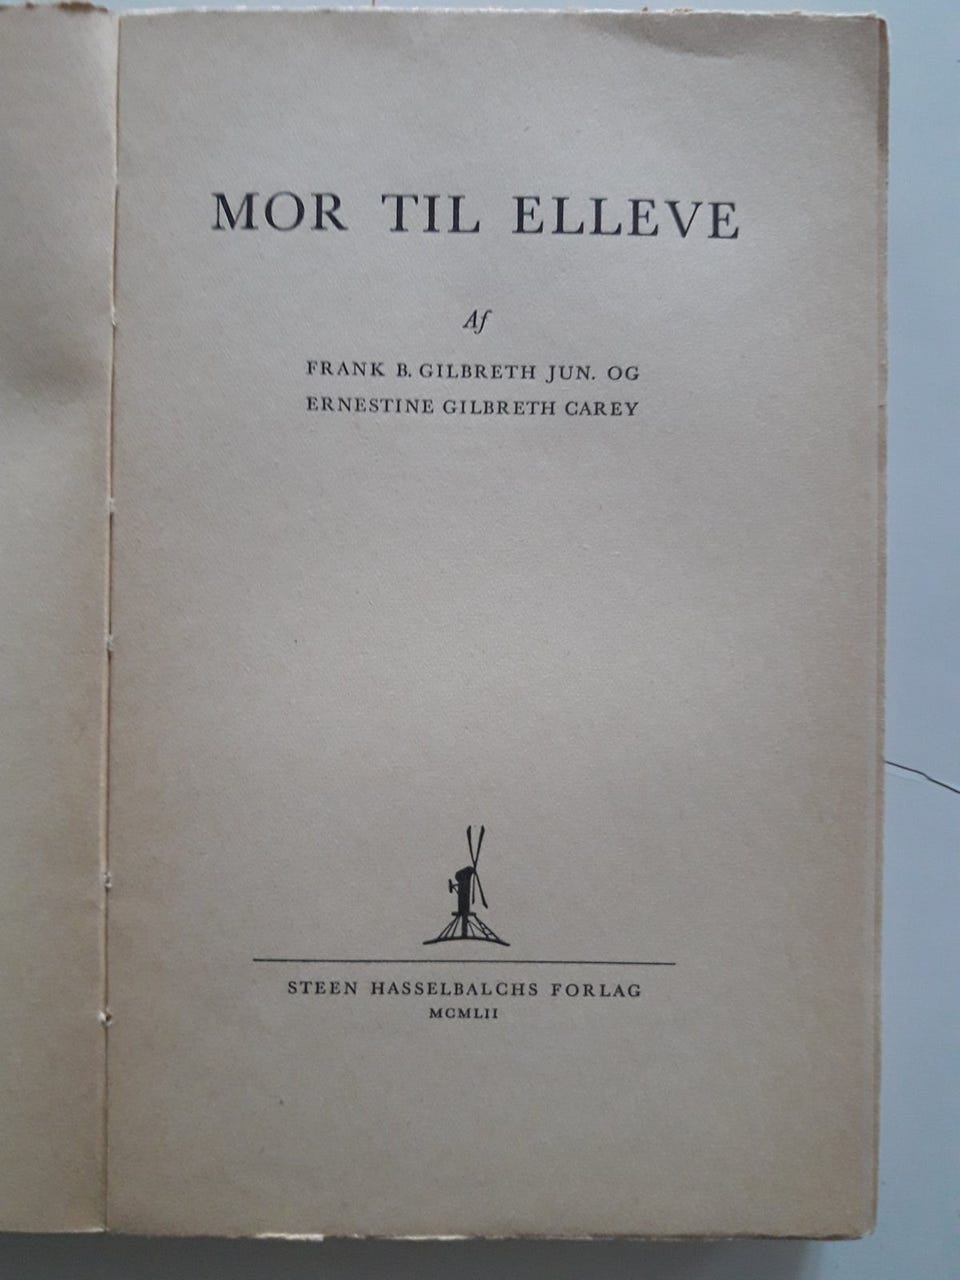 MOR TIL ELLEVE
Af
FRANK B. GILBRETH JUN. OG
ERNESTINE GILBRETH CAREY
STEEN HASSELBALCHS FORLAG
MCMLII